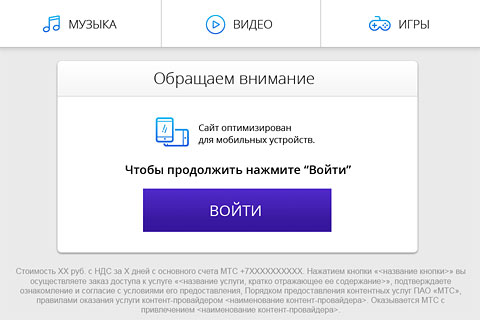 МУЗЫКА
ВИДЕО
ИГРЫ
Обращаем внимание
Сайт оптимизирован
для мобильных устройств.
Чтобы продолжить нажмите “Войти”
ВОЙТИ
Стоимость XX руб. с НДС за X дней с основного счета МТС +7XXXXXXXXXX. Нажатием кнопки «<название кнопки>» вы
осуществляете заказ доступа к услуге «<название услуги, кратко отражающее ее содержание>», подтверждаете
ознакомление и согласие с условиями его предоставления, Порядком предоставления контентных услуг ПАО «МТС»,
правилами оказания услуги контент-провайдером <наименование контент-провайдера>. Оказывается МТС с
привлечением <наименование контент-провайдера>.